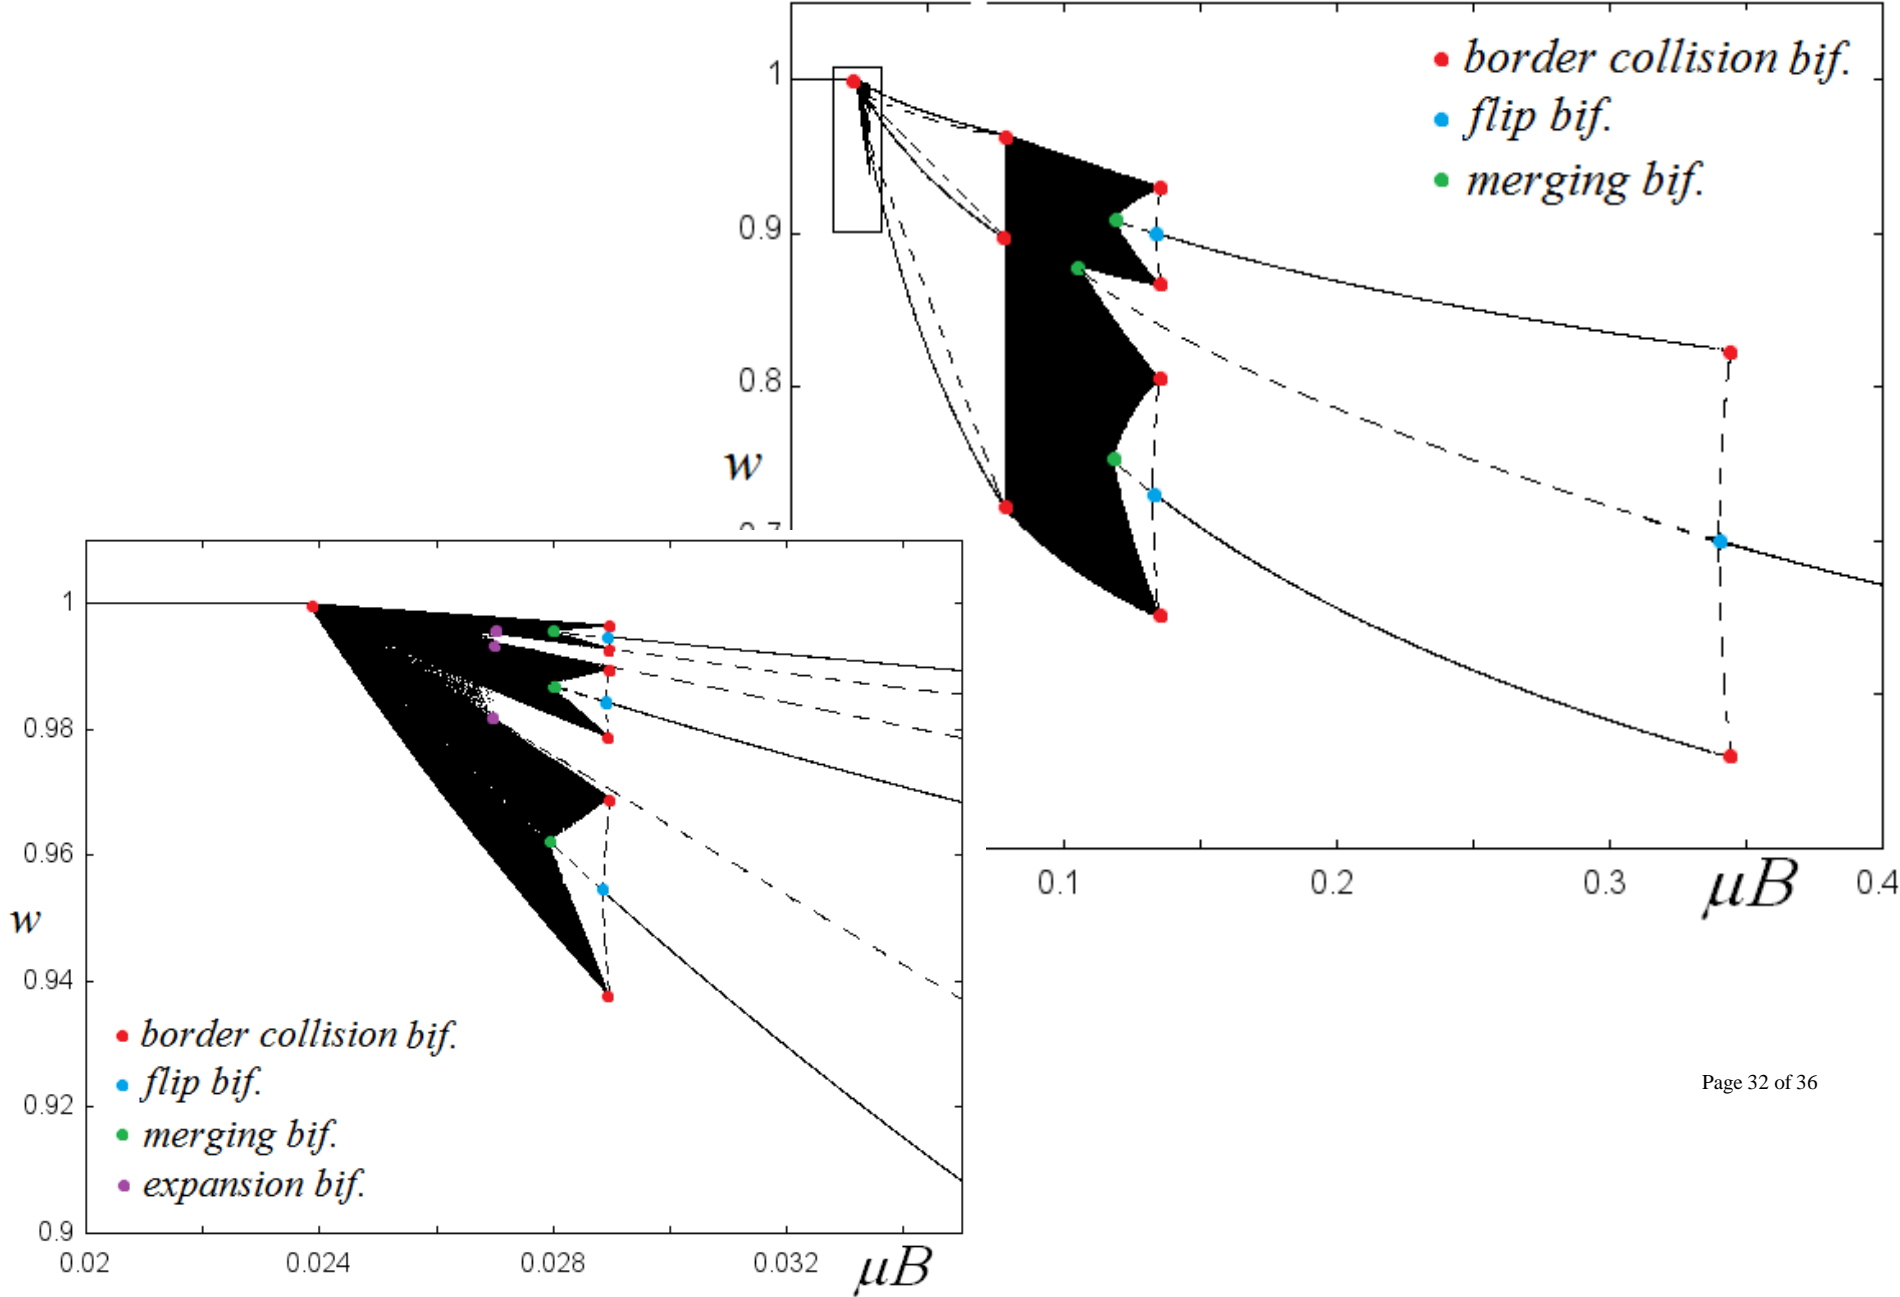 border collision bif.
flip bif.
merging bif.
1
0.9
0.8
w
0.1
0.2
0.3
μB
0.4
1
0.98
0.96
w
0.94
0.92
0.9
border collision bif.
flip bif.
merging bif.
expansion bif.
0.02
0.024
0.028
0.032
μB
Page 32 of 36